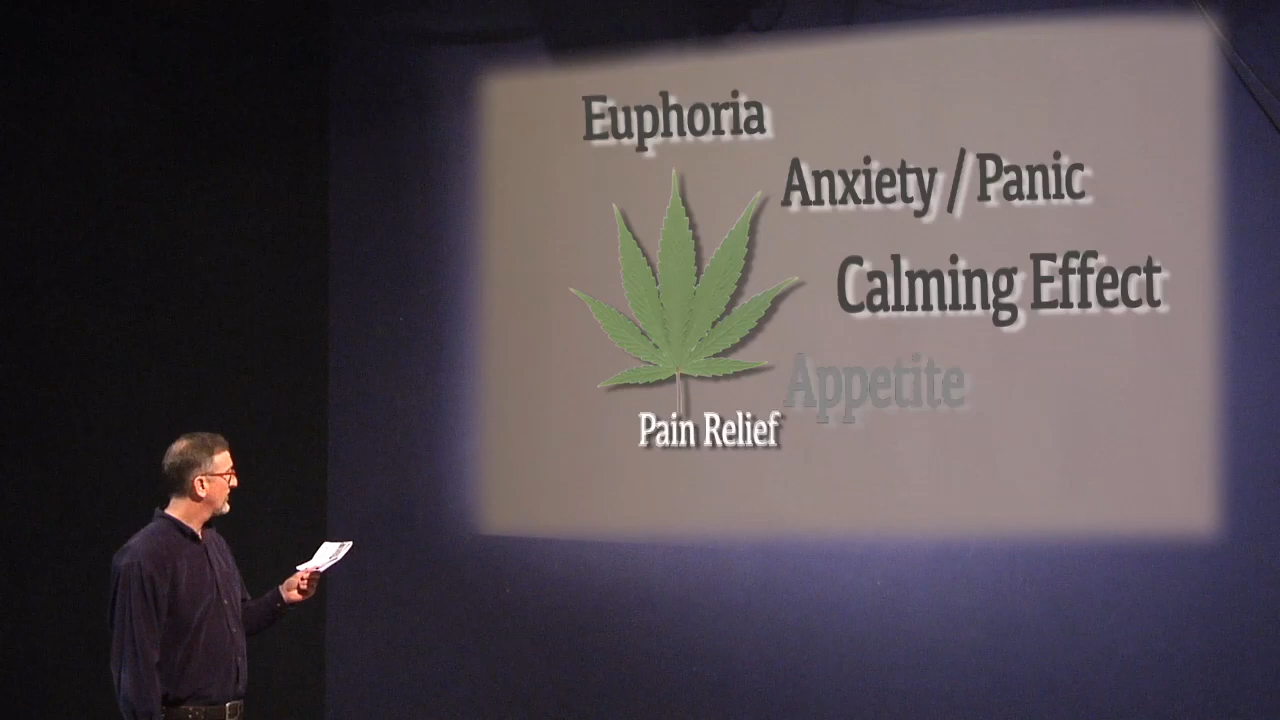 Euphoria
Anxiety / Panic
Calming Effect
Appetite
Pain Relief